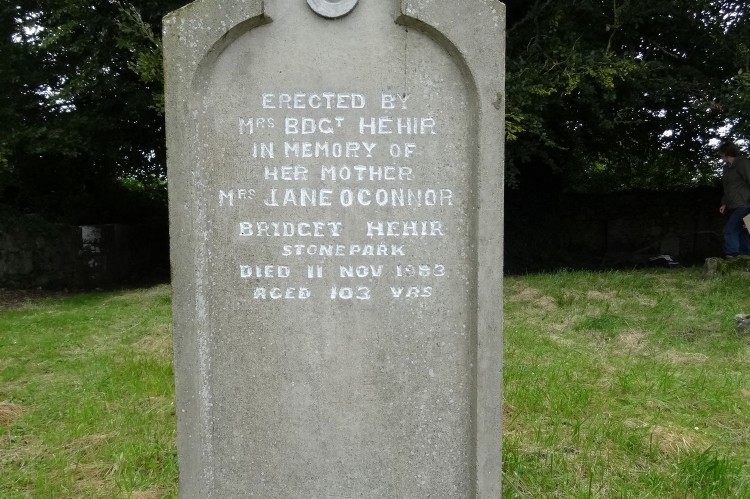 ERECTED BY
MRS BDGT HEHIR
IN MEMORY OF
HER MOTHER
MRS JANE OCONNOR
BRIDGET HEHIR
STONEPARK
DIED 11 NOV 1983
AGED 103 YRS